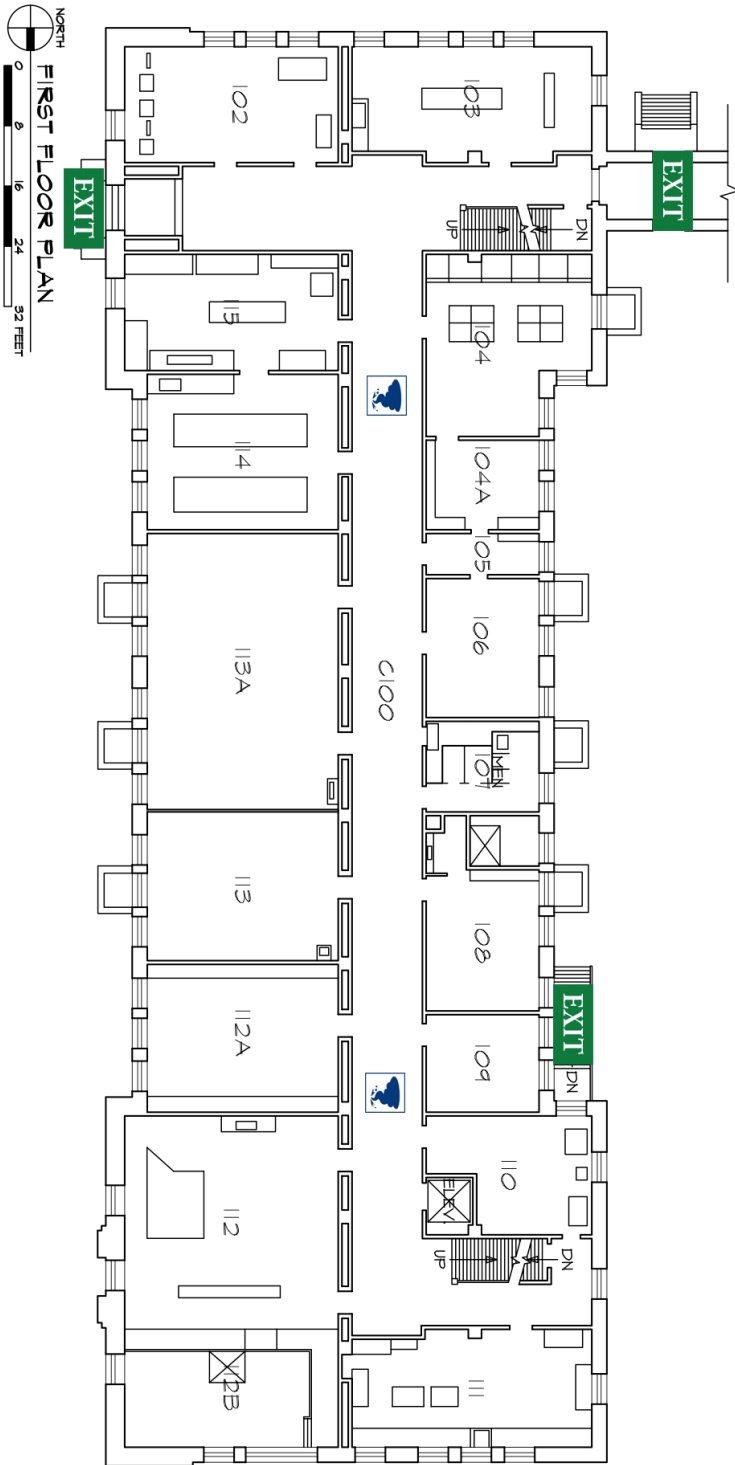 NORTH
FIRST FLOOR PLAN
0 8 16 24 32 FEET
EXIT
EXIT
EXIT
102
103
UP
DN
115
104
114
104A
105
106
113A
C100
107
MEN
113
108
112A
109
DN
110
ELEV.
112
UP
DN
112B
111